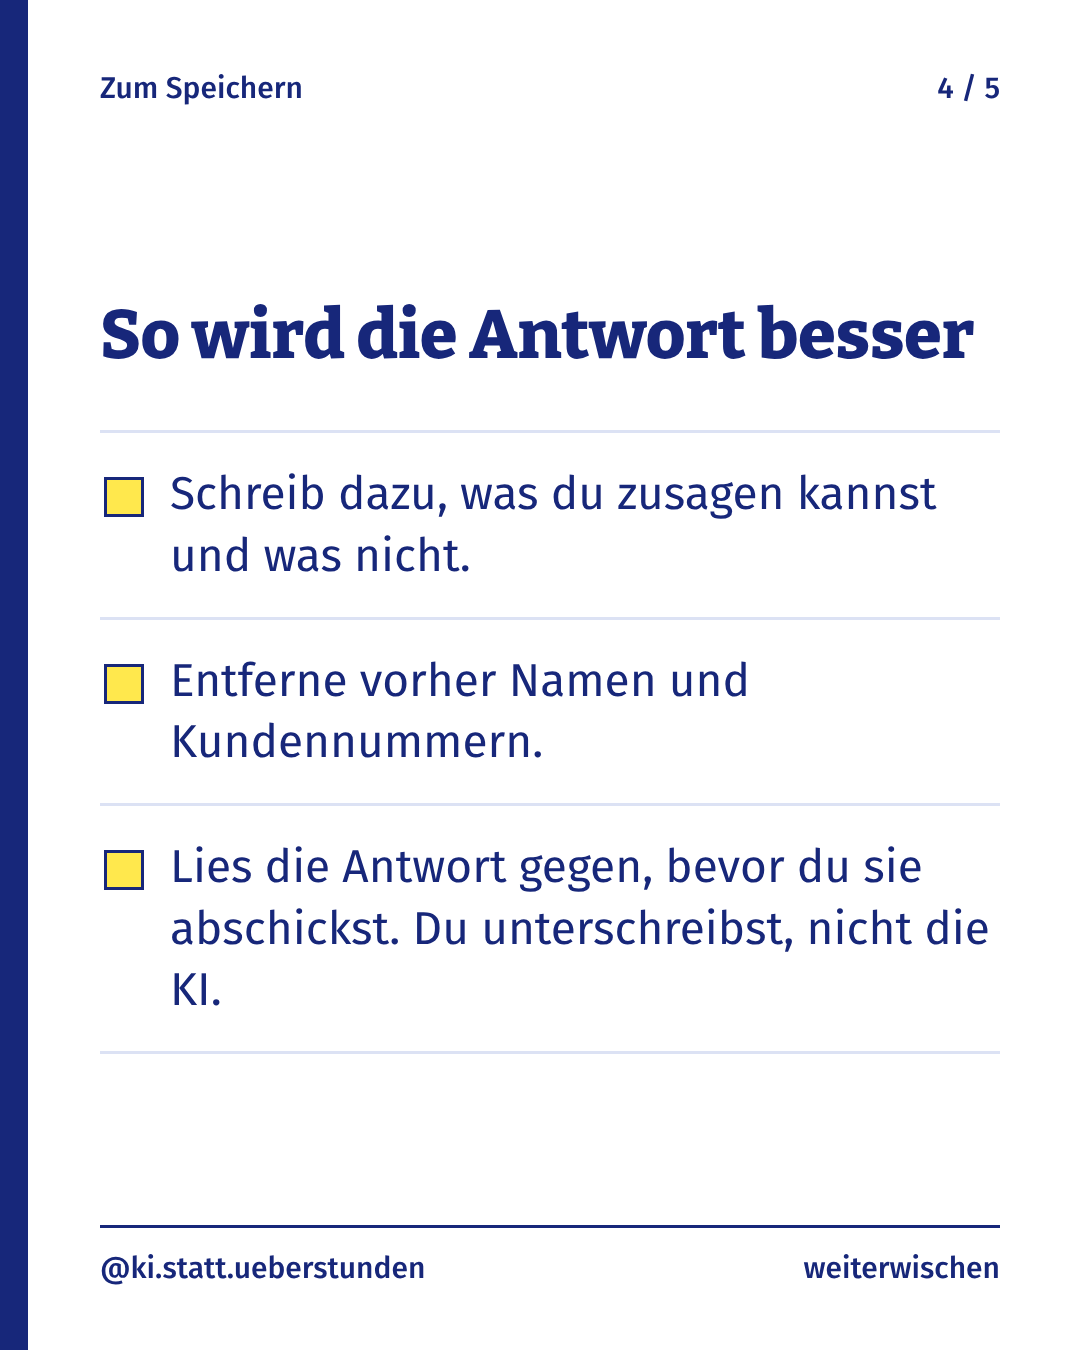 Zum Speichern
4 / 5
So wird die Antwort besser
Schreib dazu, was du zusagen kannst
und was nicht.
Entferne vorher Namen und
Kundennummern.
Lies die Antwort gegen, bevor du sie
abschickst. Du unterschreibst, nicht die
KI.
@ki.statt.ueberstunden
weiterwischen